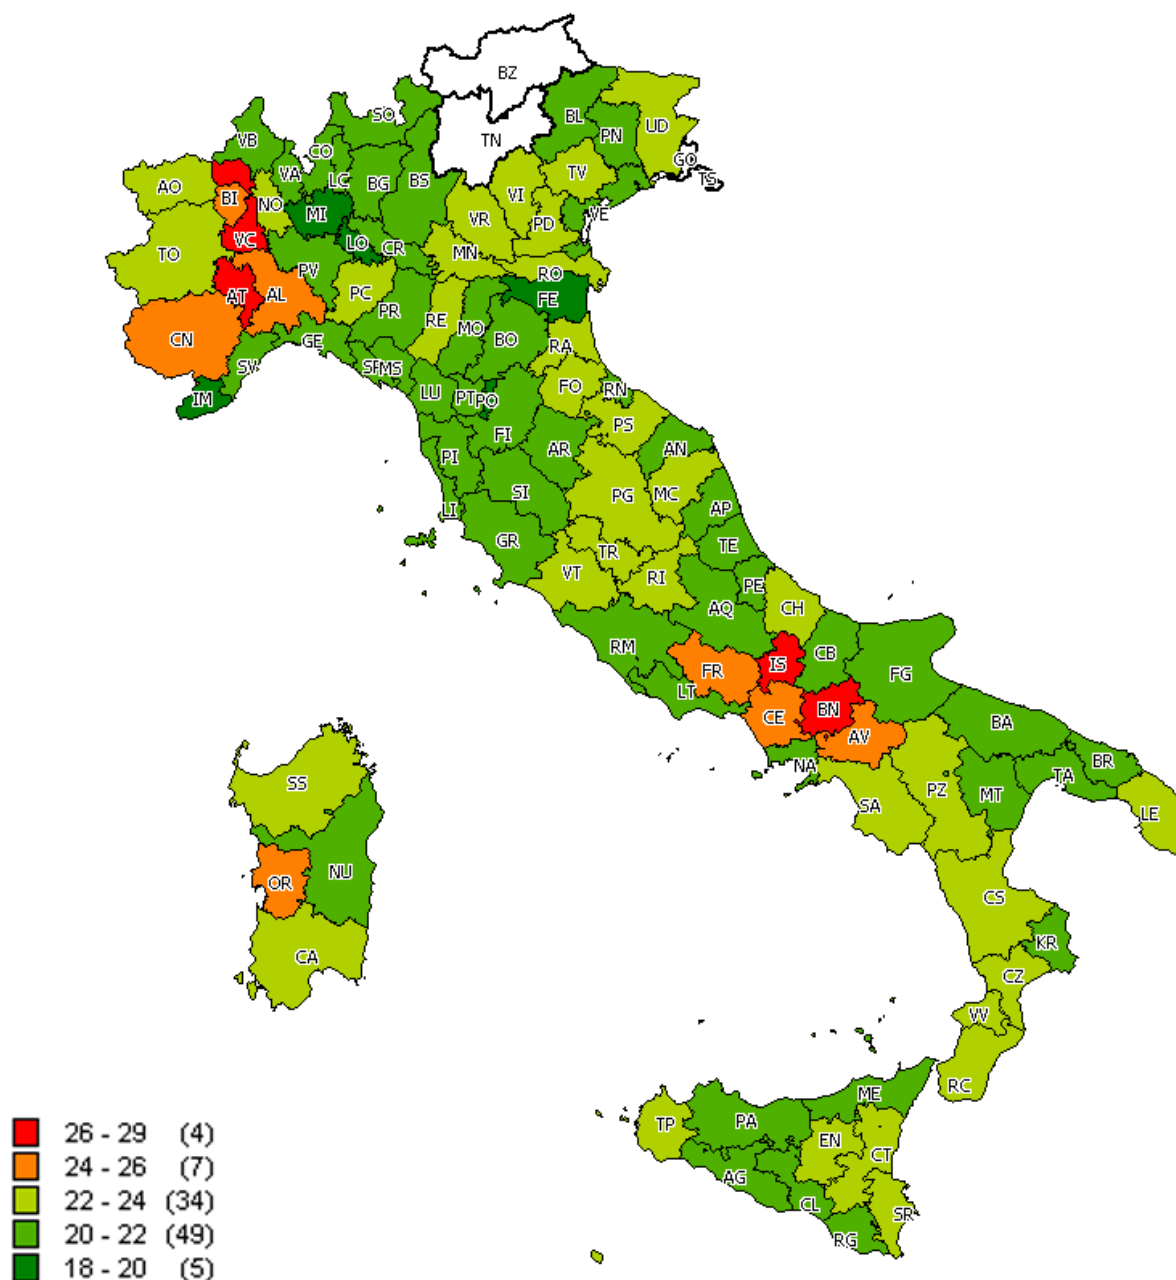 BZ
SO
BL
TN
UD
PN
VB
CO
GO
VA
LC
BG
BS
TV
TS
AO
BI
NO
MI
VI
VR
PD
VE
VC
LO
CR
MN
TO
PV
RO
AT
AL
PC
PR
FE
RE
MO
BO
CN
GE
RA
SV
SP
MS
FO
RN
IM
LU
PT
PO
PS
FI
AR
AN
PI
SI
PG
MC
LI
AP
GR
TR
TE
VT
RI
PE
AQ
CH
RM
IS
CB
FR
FG
LT
CE
BN
BA
AV
NA
BR
SS
PZ
MT
TA
SA
LE
OR
NU
CS
KR
CA
CZ
VV
RC
ME
TP
PA
EN
CT
AG
CL
SR
RG
26 - 29 (4)
24 - 26 (7)
22 - 24 (34)
20 - 22 (49)
18 - 20 (5)